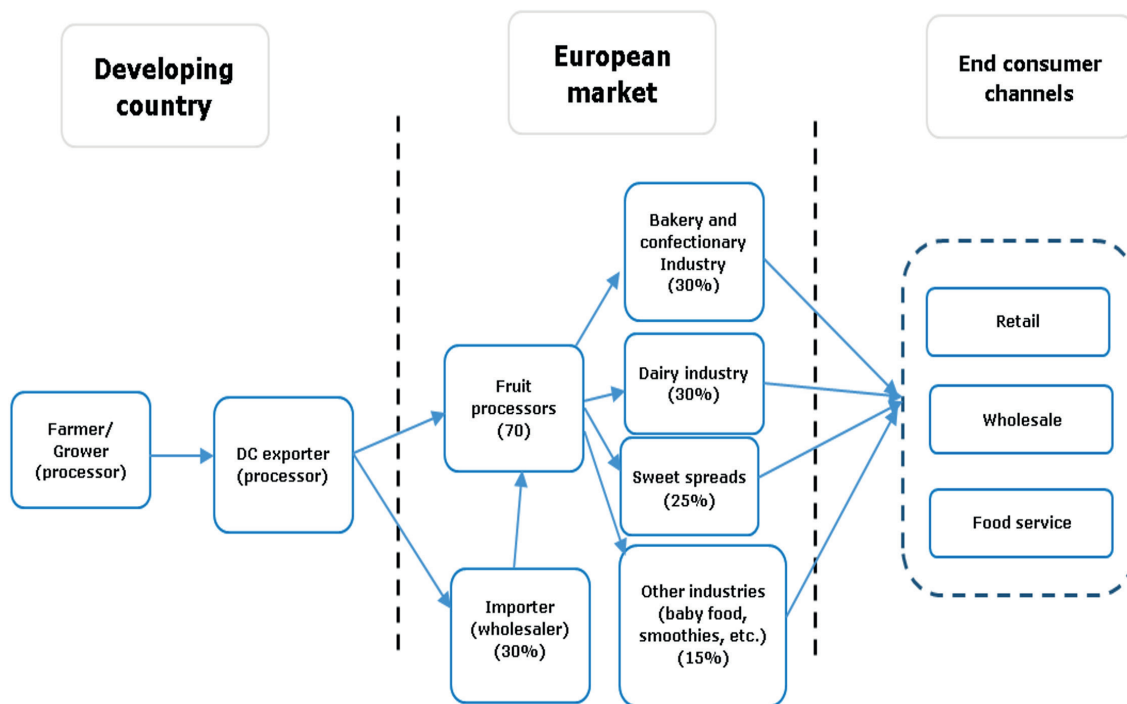 Developing
country
European
market
End consumer
channels
Farmer/
Grower
(processor)
DC exporter
(processor)
Fruit
processors
(70)
Importer
(wholesaler)
(30%)
Bakery and
confectionary
Industry
(30%)
Dairy industry
(30%)
Sweet spreads
(25%)
Other industries
(baby food,
smoothies, etc.)
(15%)
Retail
Wholesale
Food service